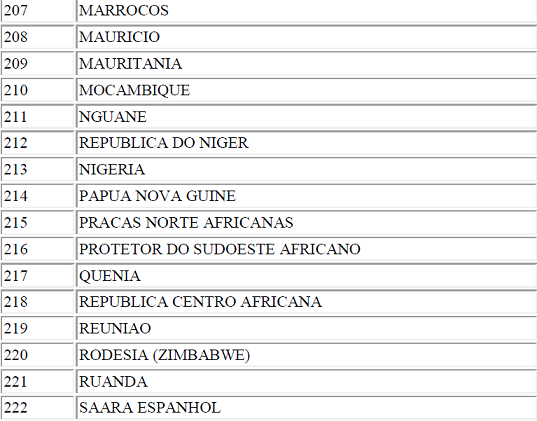 207 MARROCOS
208 MAURICIO
209 MAURITANIA
210 MOCAMBIQUE
211 NGUANE
212 REPUBLICA DO NIGER
213 NIGERIA
214 PAPUA NOVA GUINE
215 PRACAS NORTE AFRICANAS
216 PROTETOR DO SUDOESTE AFRICANO
217 QUENIA
218 REPUBLICA CENTRO AFRICANA
219 REUNIAO
220 RODESIA (ZIMBABWE)
221 RUANDA
222 SAARA ESPANHOL